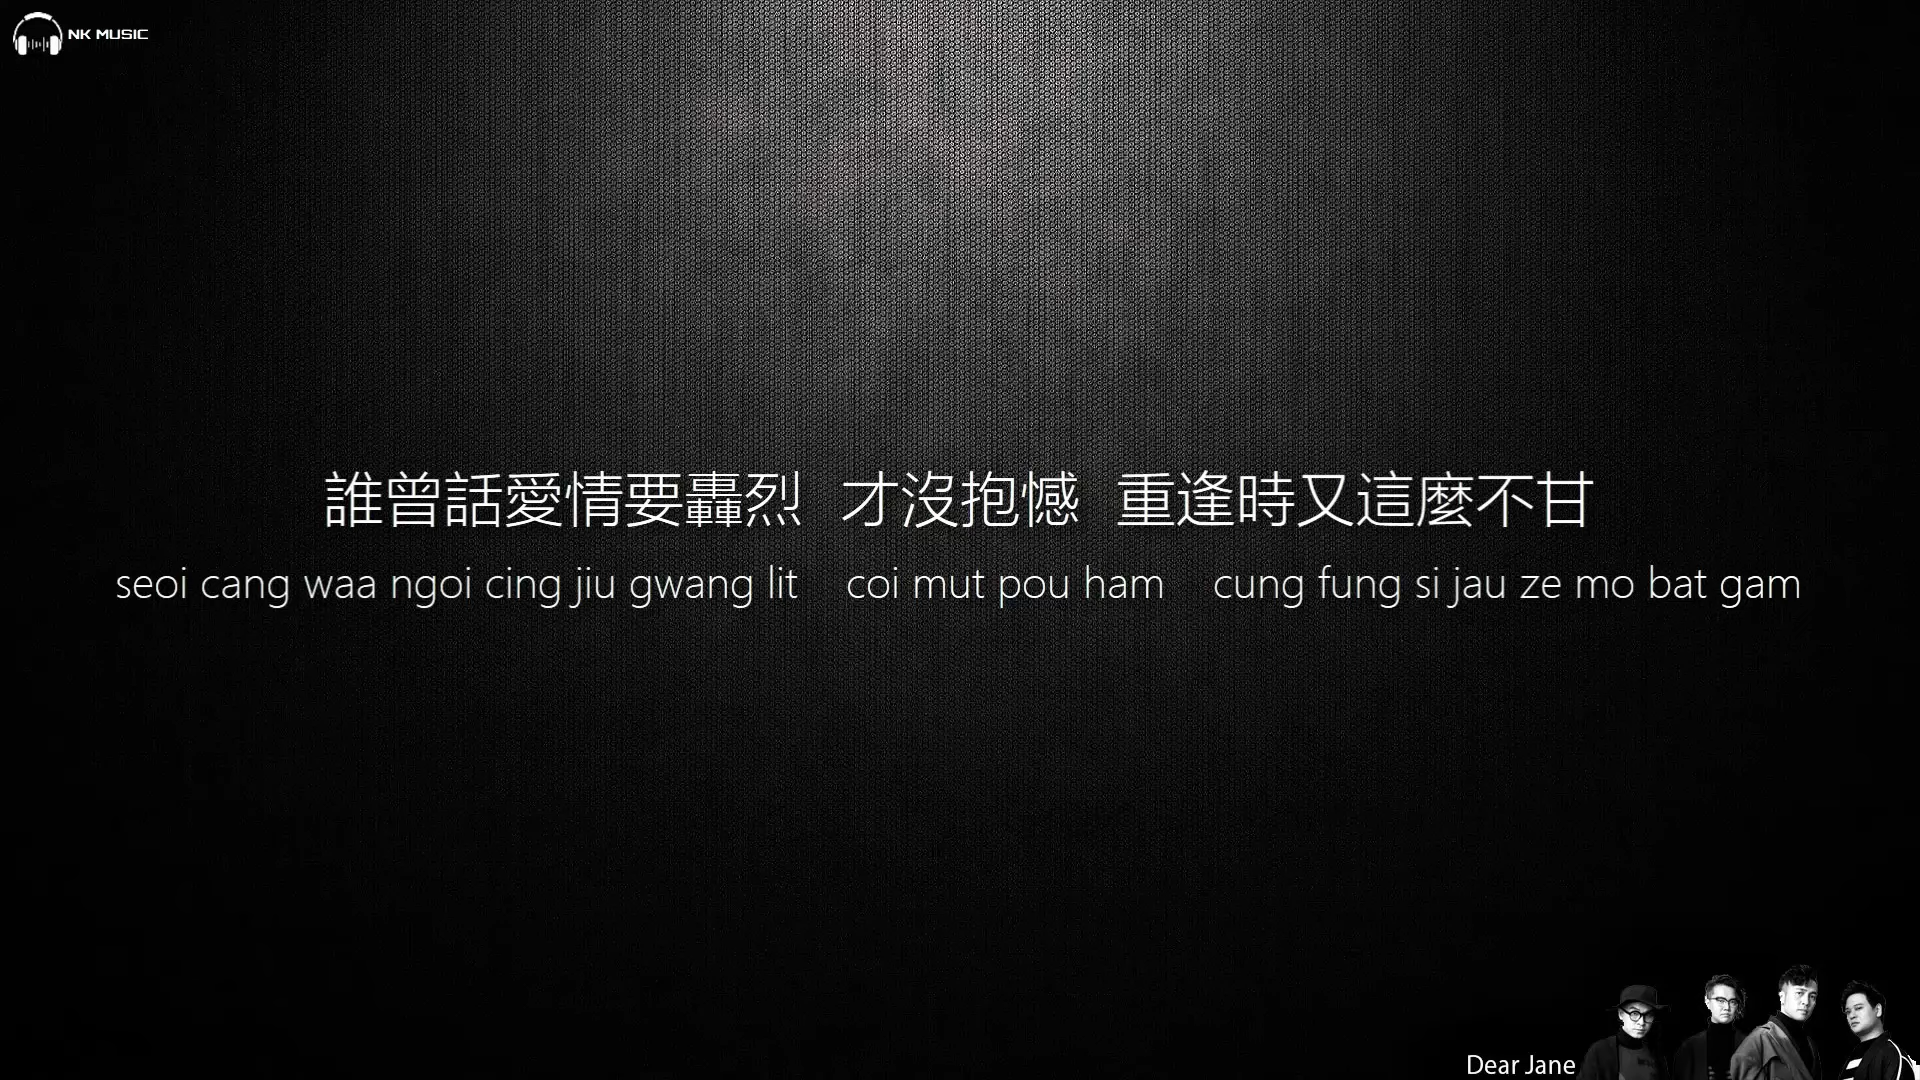 NK MUSIC
誰曾話愛情要轟烈 才沒抱憾 重逢時又這麼不甘
seoi cang waa ngoi cing jiu gwang lit coi mut pou ham cung fung si jau ze mo bat gam
Dear Jane